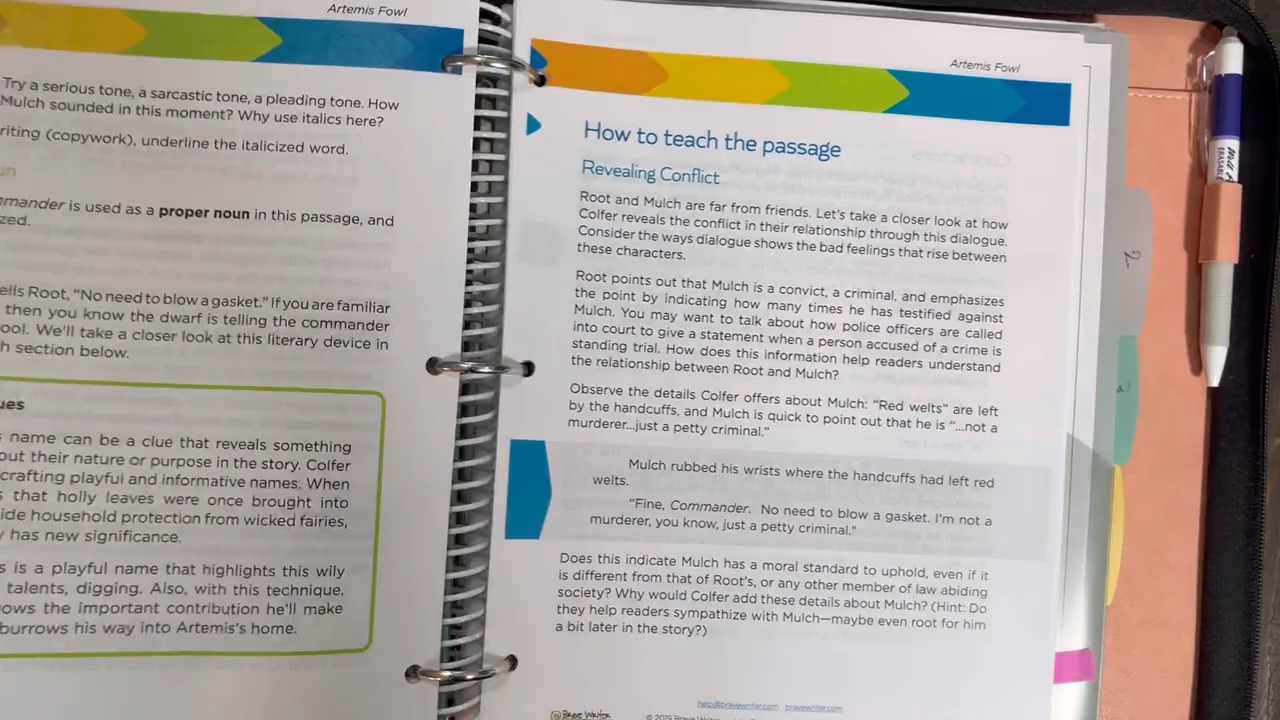 Artemis Fowl
Try a serious tone, a sarcastic tone, a pleading tone. How
Mulch sounded in this moment? Why use italics here?
(copywork), underline the italicized word.
is used as a proper noun in this passage, and
Root, "No need to blow a gasket." If you are familiar
then you know the dwarf is telling the commander
We'll take a closer look at this literary device in
section below.
name can be a clue that reveals something
their nature or purpose in the story. Colfer
crafting playful and informative names. When
that holly leaves were once brought into
household protection from wicked fairies,
has new significance.
is a playful name that highlights this wily
talents, digging. Also, with this technique,
the important contribution he'll make
burrows his way into Artemis's home.
Artemis Fowl
How to teach the passage
Revealing Conflict
Root and Mulch are far from friends. Let's take a closer look at how
Colfer reveals the conflict in their relationship through this dialogue.
Consider the ways dialogue shows the bad feelings that rise between
these characters.
Root points out that Mulch is a convict, a criminal, and emphasizes
the point by indicating how many times he has testified against
Mulch. You may want to talk about how police officers are called
into court to give a statement when a person accused of a crime is
standing trial. How does this information help readers understand
the relationship between Root and Mulch?
Observe the details Colfer offers about Mulch: "Red welts" are left
by the handcuffs, and Mulch is quick to point out that he is "...not a
murderer...just a petty criminal."
Mulch rubbed his wrists where the handcuffs had left red
welts.
"Fine, Commander. No need to blow a gasket. I'm not a
murderer, you know, just a petty criminal."
Does this indicate Mulch has a moral standard to uphold, even if it
is different from that of Root's, or any other member of law abiding
society? Why would Colfer add these details about Mulch? (Hint: Do
they help readers sympathize with Mulch—maybe even root for him
a bit later in the story?)
help@bravewriter.com bravewriter.com
Brave Writer © 2019 Brave
2